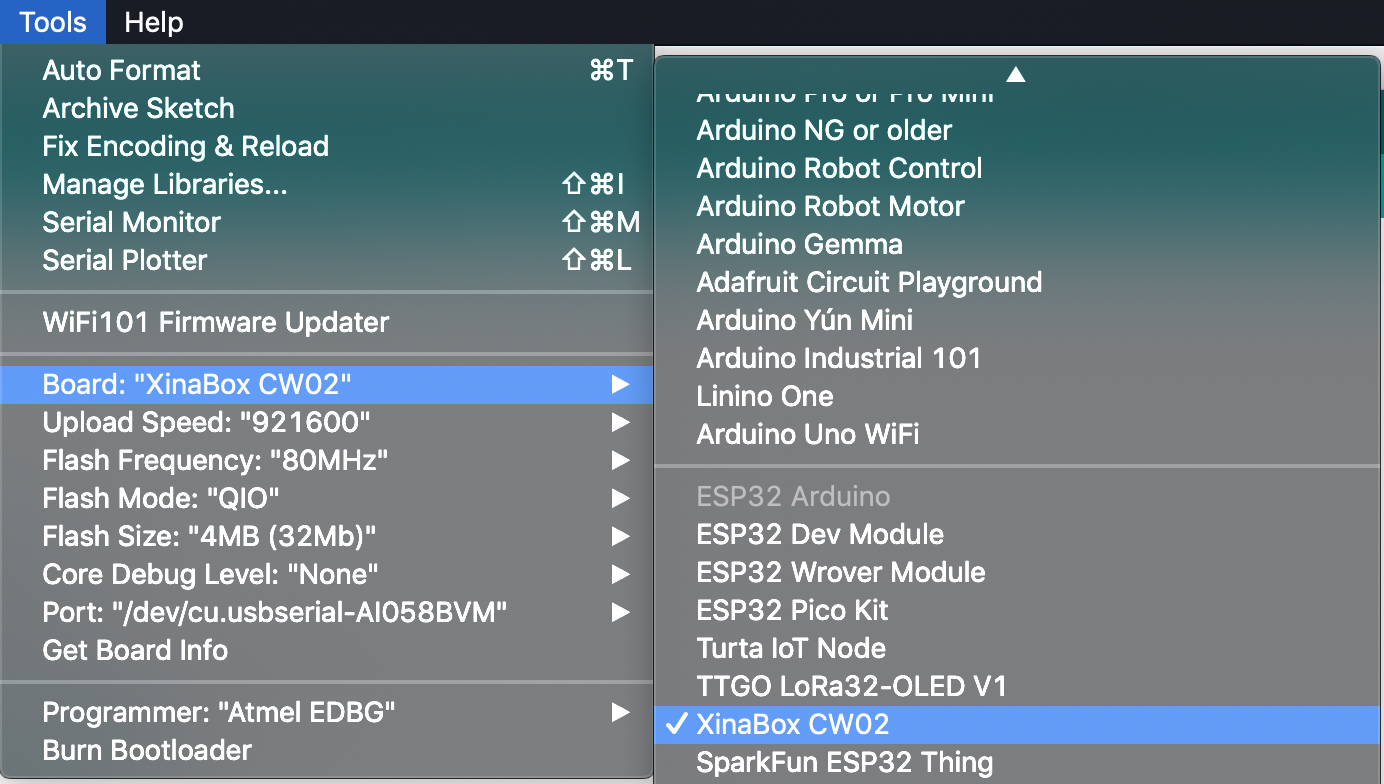 Tools Help
Auto Format ⌘T
Archive Sketch
Fix Encoding & Reload
Manage Libraries... ⇧⌘I
Serial Monitor ⇧⌘M
Serial Plotter ⇧⌘L
WiFi101 Firmware Updater
Board: "XinaBox CW02"
Upload Speed: "921600"
Flash Frequency: "80MHz"
Flash Mode: "QIO"
Flash Size: "4MB (32Mb)"
Core Debug Level: "None"
Port: "/dev/cu.usbserial-AI058BVM"
Get Board Info
Programmer: "Atmel EDBG"
Burn Bootloader
Arduino Pro or Pro Mini
Arduino NG or older
Arduino Robot Control
Arduino Robot Motor
Arduino Gemma
Adafruit Circuit Playground
Arduino Yún Mini
Arduino Industrial 101
Linino One
Arduino Uno WiFi
ESP32 Arduino
ESP32 Dev Module
ESP32 Wrover Module
ESP32 Pico Kit
Turta IoT Node
TTGO LoRa32-OLED V1
✓ XinaBox CW02
SparkFun ESP32 Thing